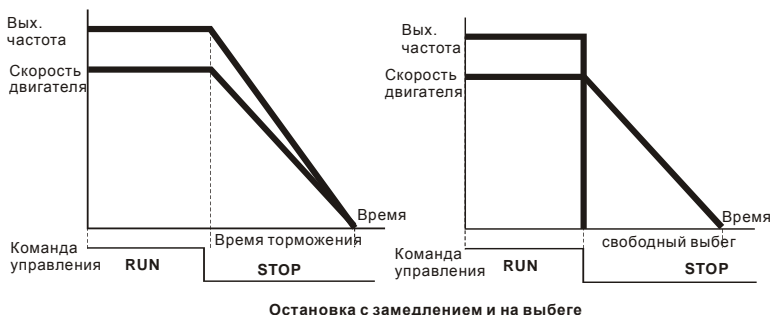 Вых.
частота
Скорость
двигателя
Время
Время торможения
Команда
управления
RUN
STOP
Вых.
частота
Скорость
двигателя
Время
свободный выбег
Команда
управления
RUN
STOP
Остановка с замедлением и на выбеге